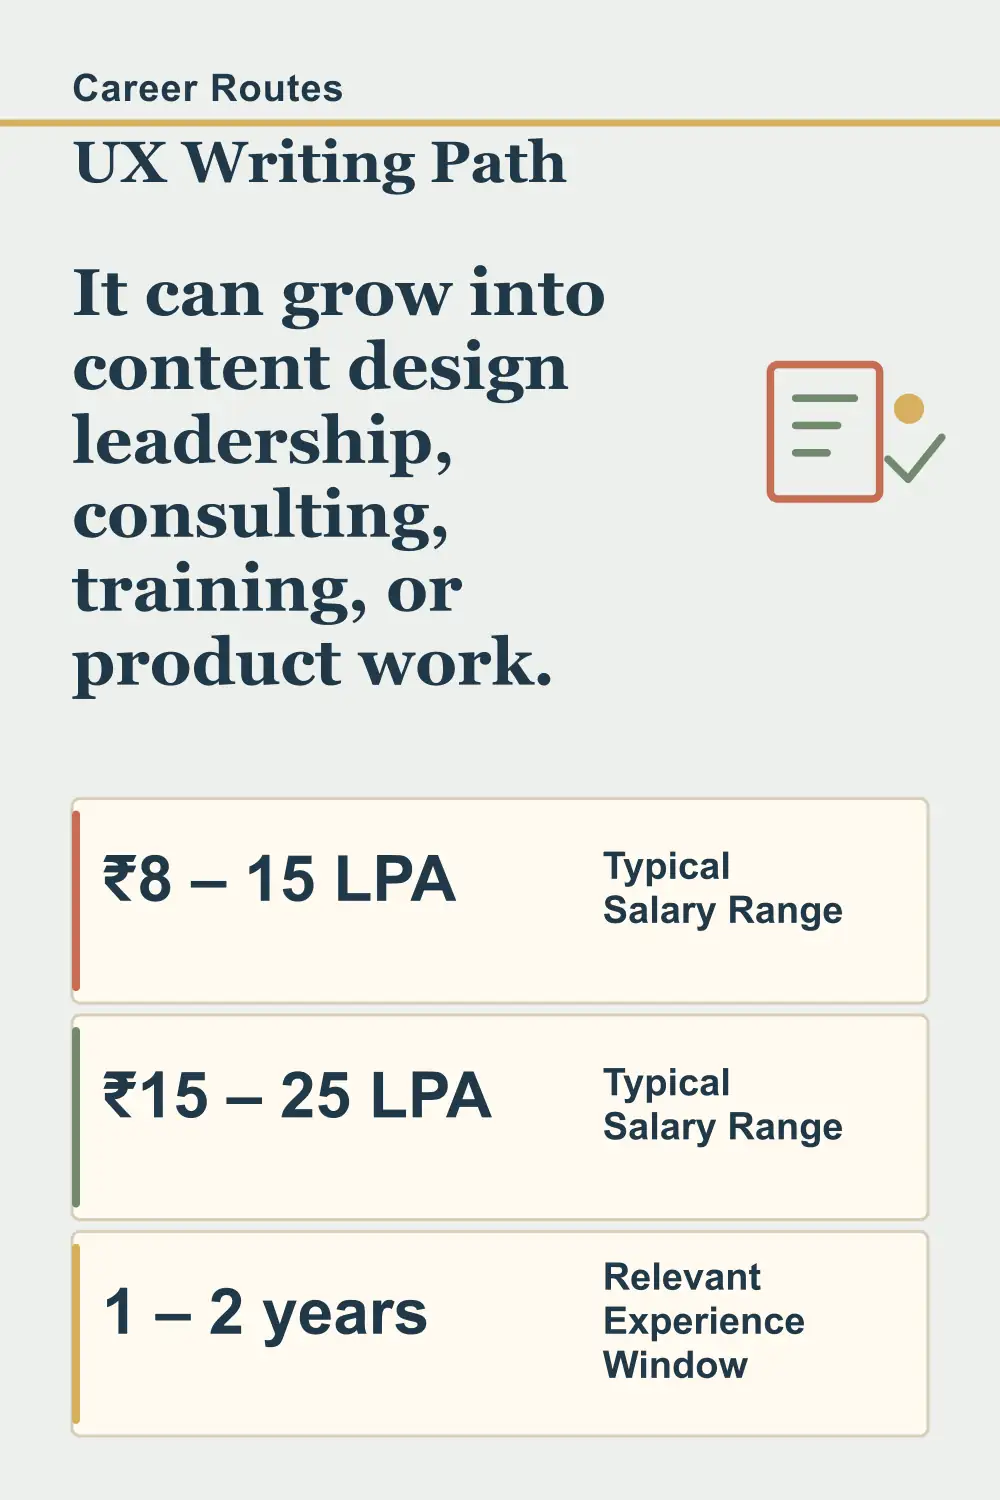 Career Routes
UX Writing Path
It can grow into
content design
leadership,
consulting,
training, or
product work.
₹8 – 15 LPA
Typical
Salary Range
₹15 – 25 LPA
Typical
Salary Range
1 – 2 years
Relevant
Experience
Window